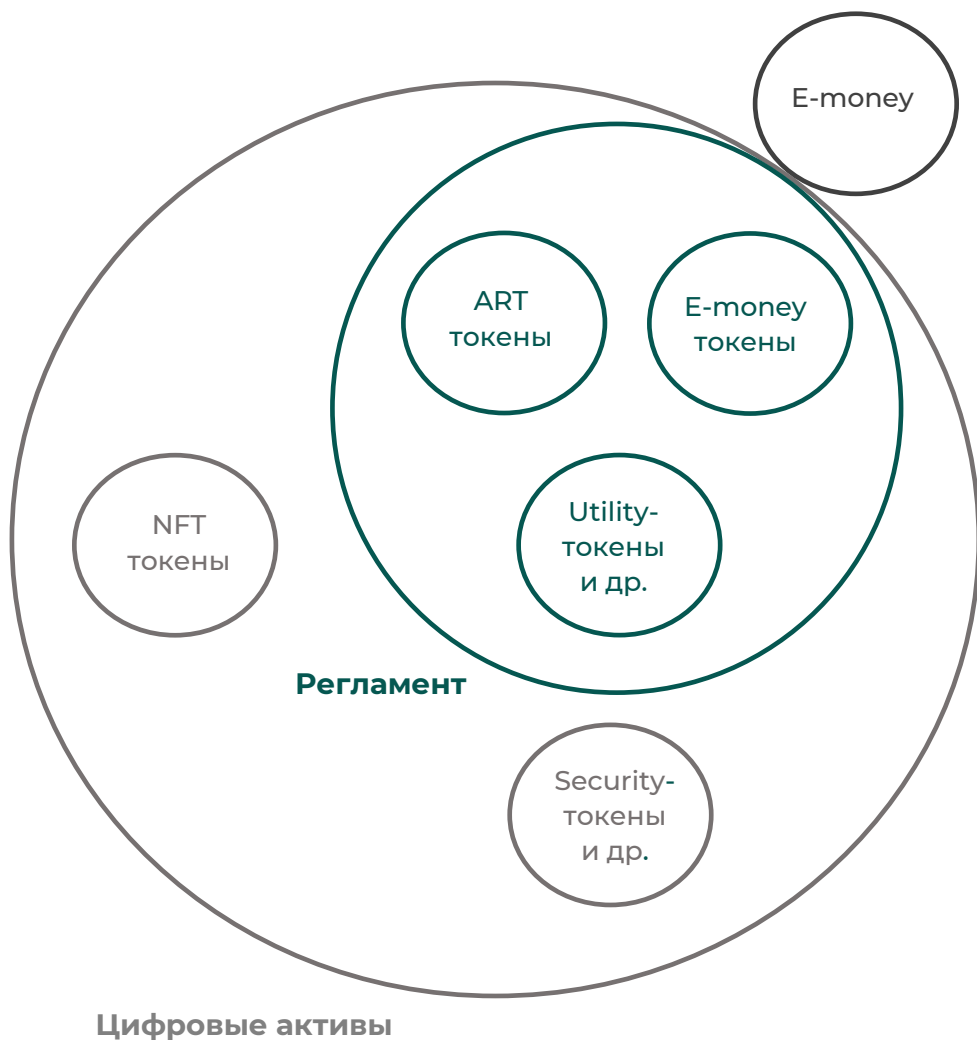 E-money
ART
токены
E-money
токены
NFT
токены
Utility-
токены
и др.
Регламент
Security-
токены
и др.
Цифровые активы